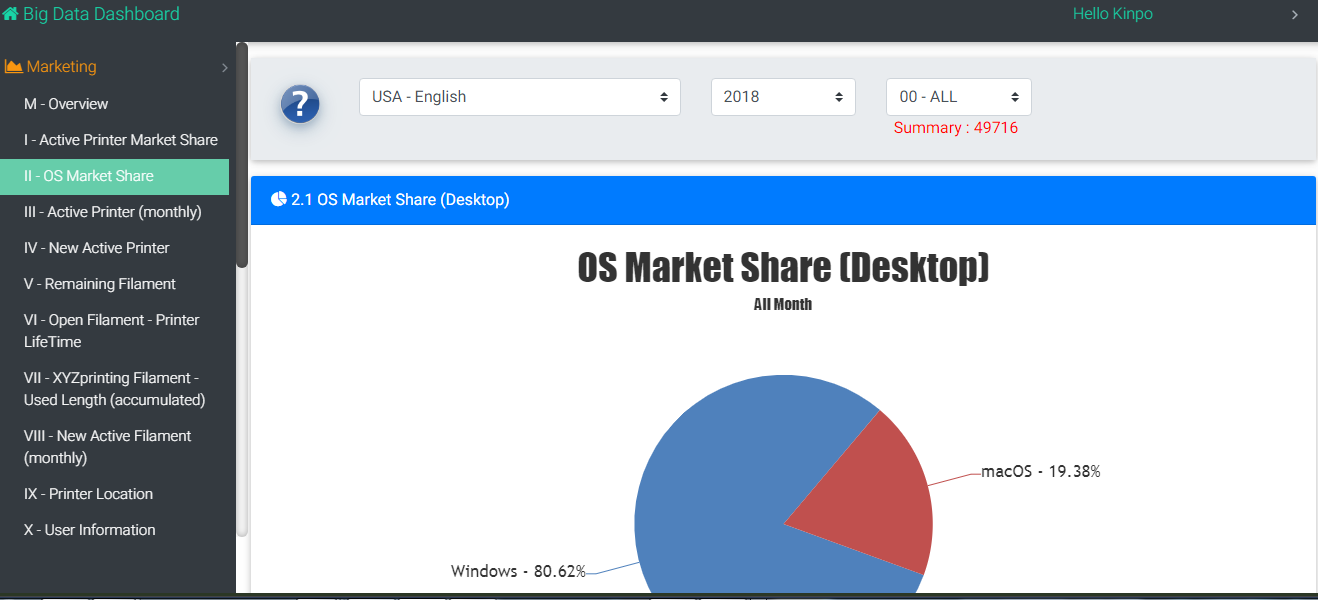 Big Data Dashboard
Hello Kinpo
Marketing
M - Overview
I - Active Printer Market Share
II - OS Market Share
III - Active Printer (monthly)
IV - New Active Printer
V - Remaining Filament
VI - Open Filament - Printer
LifeTime
VII - XYZprinting Filament -
Used Length (accumulated)
VIII - New Active Filament
(monthly)
IX - Printer Location
X - User Information
?
USA - English
2018
00 - ALL
Summary : 49716
2.1 OS Market Share (Desktop)
OS Market Share (Desktop)
All Month
macOS - 19.38%
Windows - 80.62%